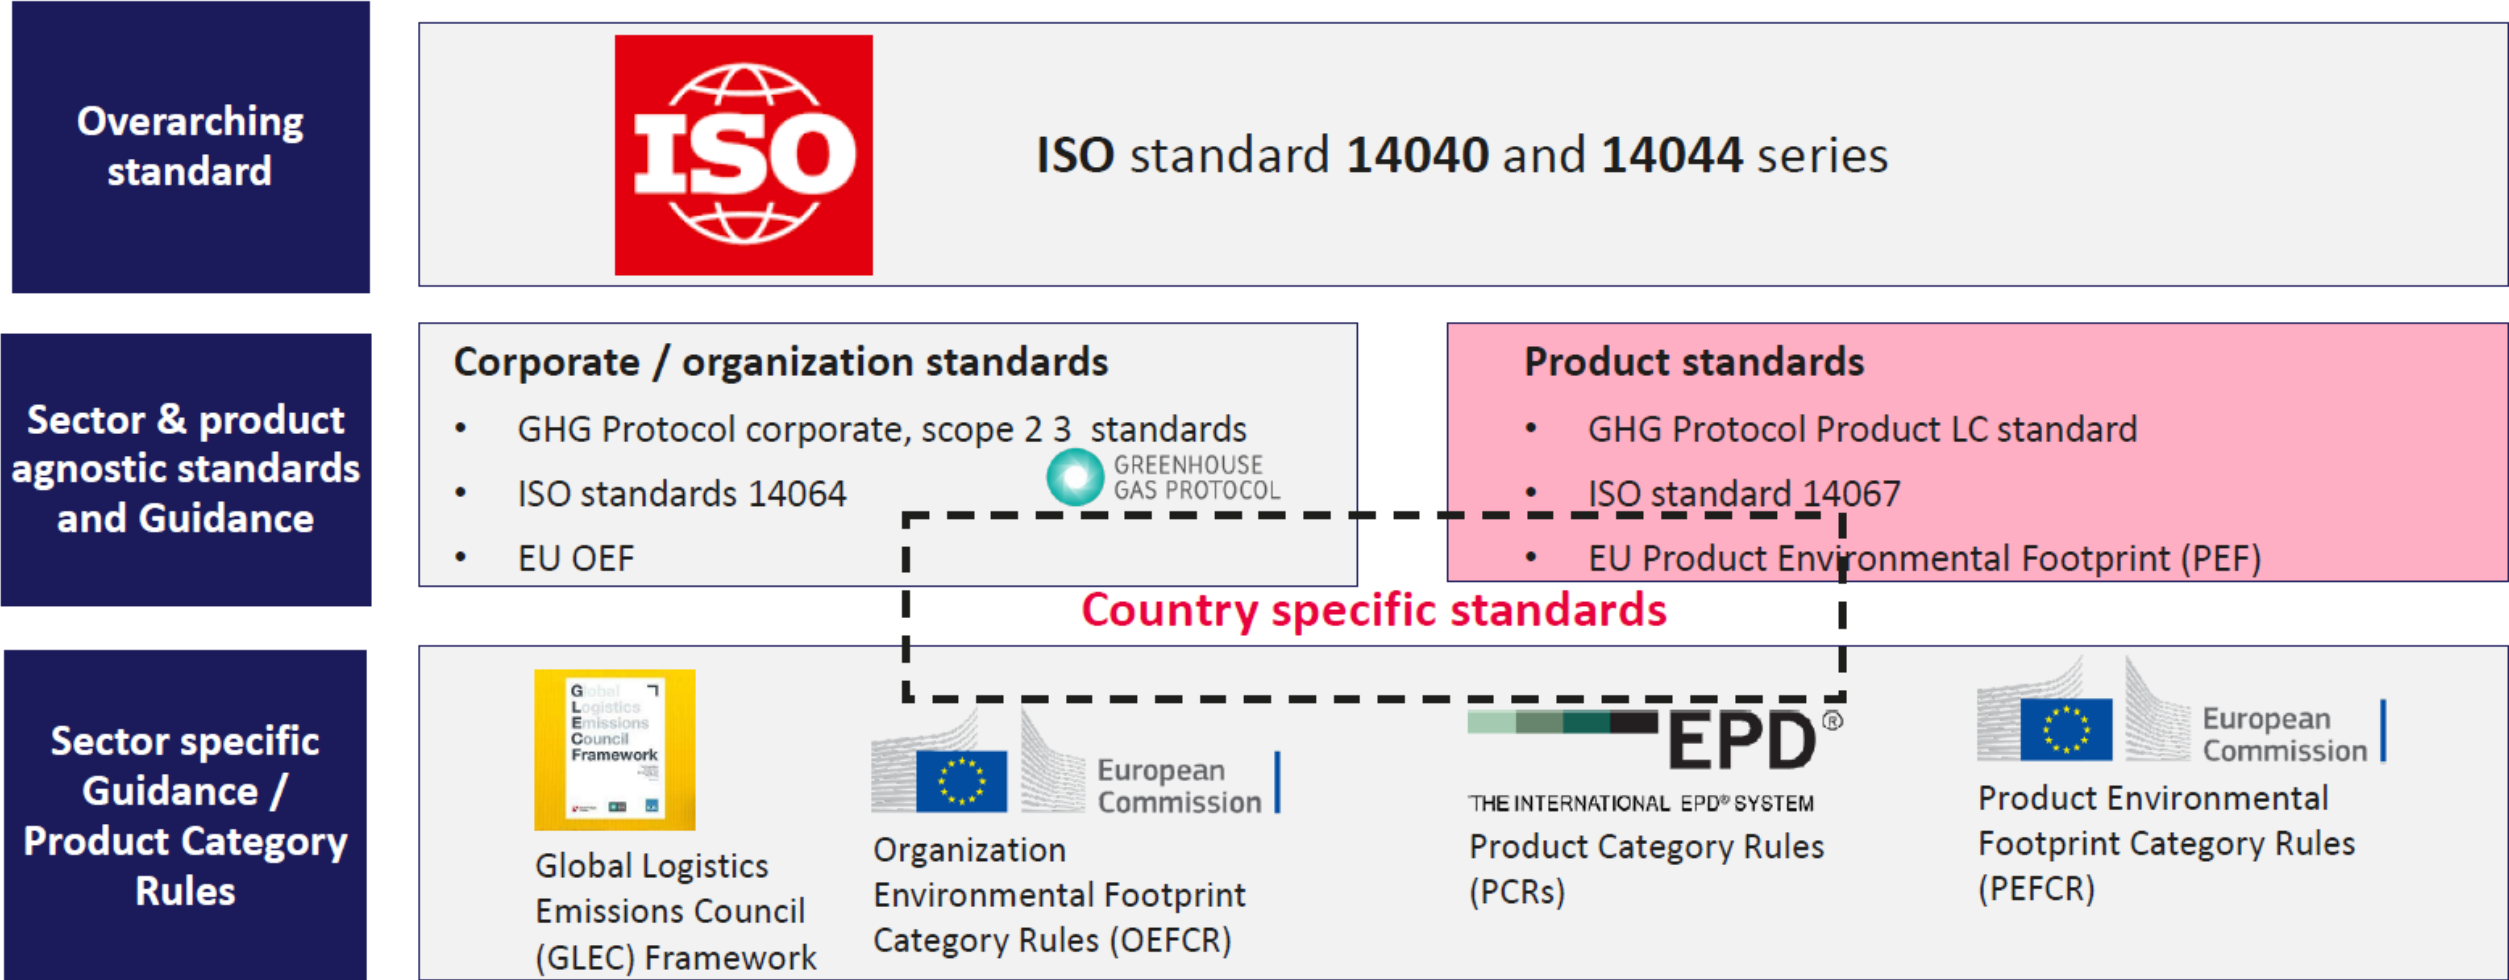 Overarching
standard
ISO
ISO standard 14040 and 14044 series
Sector & product
agnostic standards
and Guidance
Corporate / organization standards
• GHG Protocol corporate, scope 2 3 standards
• ISO standards 14064
• EU OEF
GREENHOUSE
GAS PROTOCOL
Product standards
• GHG Protocol Product LC standard
• ISO standard 14067
• EU Product Environmental Footprint (PEF)
Country specific standards
Sector specific
Guidance /
Product Category
Rules
Global
Logistics
Emissions
Council
Framework
Global Logistics
Emissions Council
(GLEC) Framework
European
Commission
Organization
Environmental Footprint
Category Rules (OEFCR)
EPD®
THE INTERNATIONAL EPD® SYSTEM
Product Category Rules
(PCRs)
European
Commission
Product Environmental
Footprint Category Rules
(PEFCR)